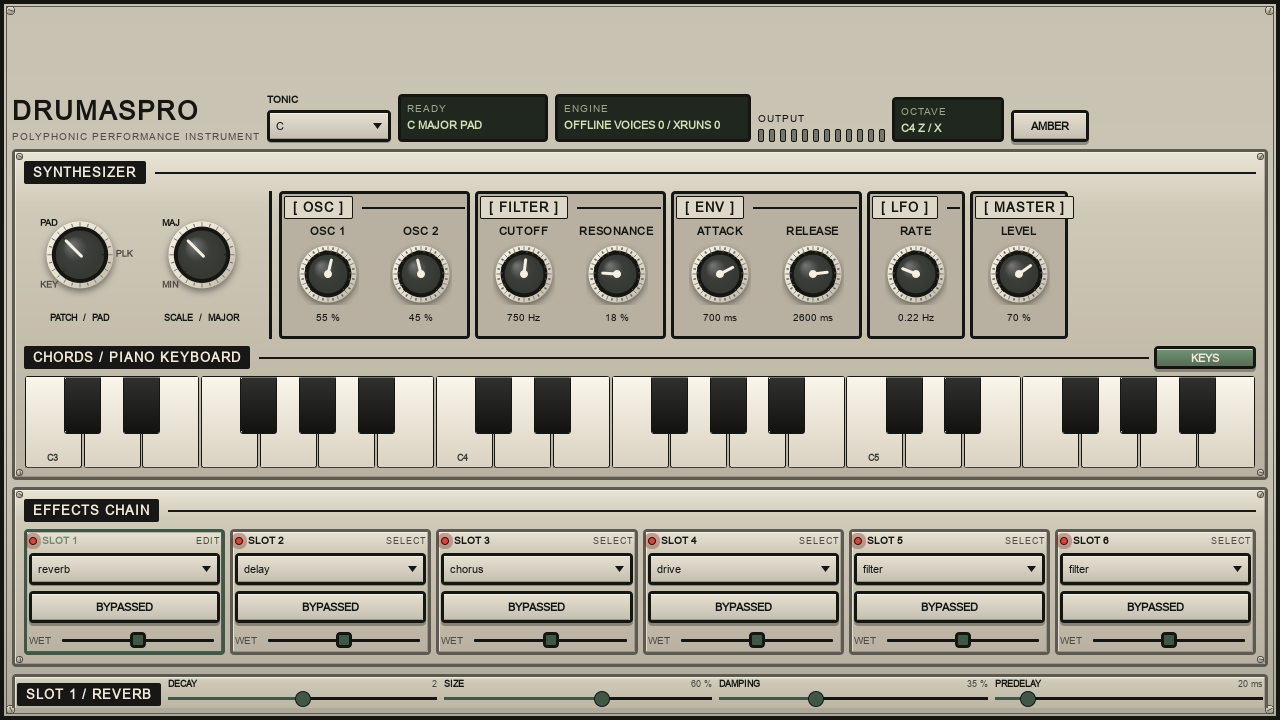 DRUMASPRO
POLYPHONIC PERFORMANCE INSTRUMENT
TONIC
C
READY
C MAJOR PAD
ENGINE
OFFLINE VOICES 0 / XRUNS 0
OUTPUT
OCTAVE
C4 Z / X
AMBER
SYNTHESIZER
PAD
PLK
KEY
PATCH / PAD
MAJ
MIN
SCALE / MAJOR
[ OSC ]
OSC 1
OSC 2
55 %
45 %
[ FILTER ]
CUTOFF
RESONANCE
750 Hz
18 %
[ ENV ]
ATTACK
RELEASE
700 ms
2600 ms
[ LFO ]
RATE
0.22 Hz
[ MASTER ]
LEVEL
70 %
CHORDS / PIANO KEYBOARD
KEYS
C3
C4
C5
EFFECTS CHAIN
SLOT 1 EDIT
reverb
BYPASSED
WET
SLOT 2 SELECT
delay
BYPASSED
WET
SLOT 3 SELECT
chorus
BYPASSED
WET
SLOT 4 SELECT
drive
BYPASSED
WET
SLOT 5 SELECT
filter
BYPASSED
WET
SLOT 6 SELECT
filter
BYPASSED
WET
SLOT 1 / REVERB
DECAY 2
SIZE 60 %
DAMPING 35 %
PREDELAY 20 ms